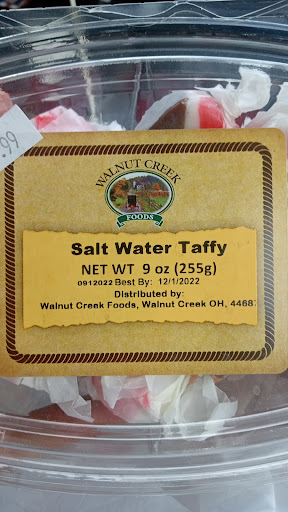 .99
WALNUT CREEK
FOODS
Salt Water Taffy
NET WT 9 oz (255g)
0912022 Best By: 12/1/2022
Distributed by:
Walnut Creek Foods, Walnut Creek OH, 44687